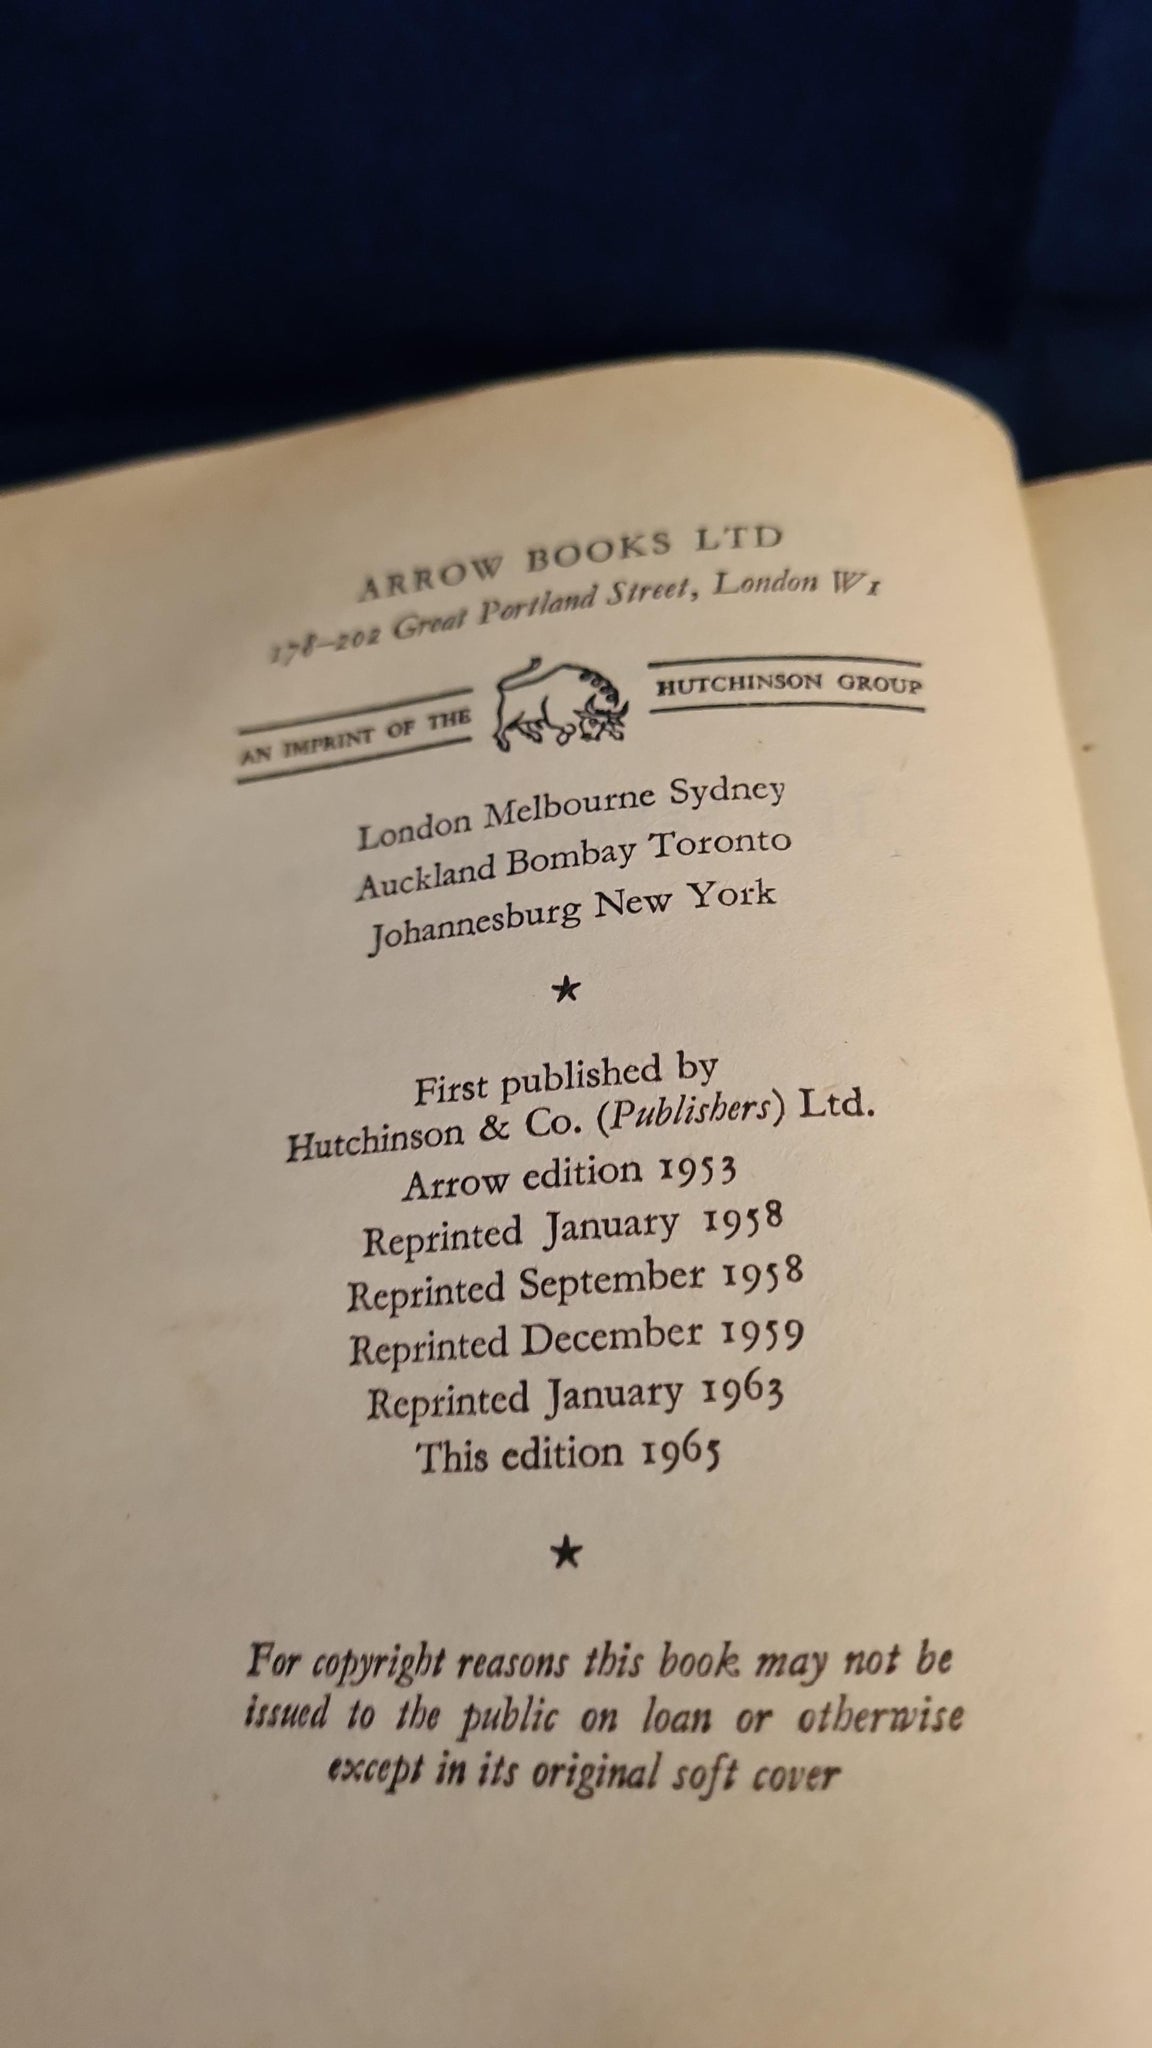 ARROW BOOKS LTD
178–202 Great Portland Street, London W1
AN IMPRINT OF THE HUTCHINSON GROUP
London Melbourne Sydney
Auckland Bombay Toronto
Johannesburg New York
★
First published by
Hutchinson & Co. (Publishers) Ltd.
Arrow edition 1953
Reprinted January 1958
Reprinted September 1958
Reprinted December 1959
Reprinted January 1963
This edition 1965
★
For copyright reasons this book may not be
issued to the public on loan or otherwise
except in its original soft cover